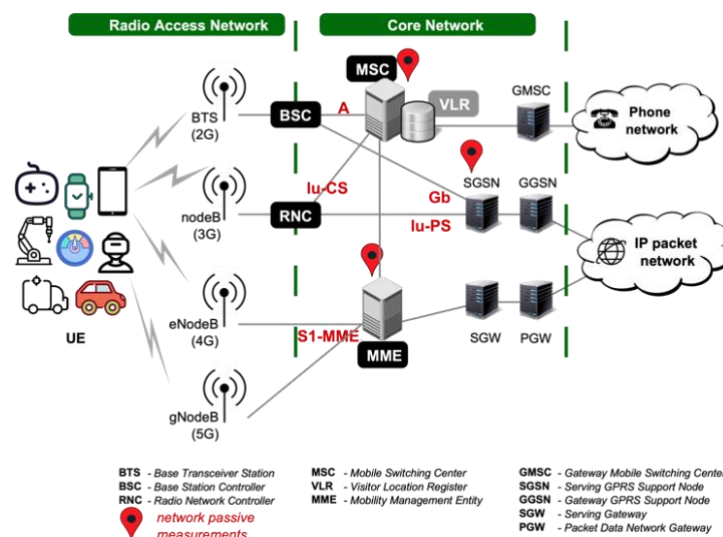 Radio Access Network
Core Network
MSC
VLR
GMSC
Phone
network
BTS
(2G)
BSC
A
Iu-CS
Gb
SGSN
GGSN
nodeB
(3G)
RNC
Iu-PS
IP packet
network
UE
eNodeB
(4G)
S1-MME
MME
SGW
PGW
gNodeB
(5G)
BTS - Base Transceiver Station
BSC - Base Station Controller
RNC - Radio Network Controller
network passive
measurements
MSC - Mobile Switching Center
VLR - Visitor Location Register
MME - Mobility Management Entity
GMSC - Gateway Mobile Switching Center
SGSN - Serving GPRS Support Node
GGSN - Gateway GPRS Support Node
SGW - Serving Gateway
PGW - Packet Data Network Gateway